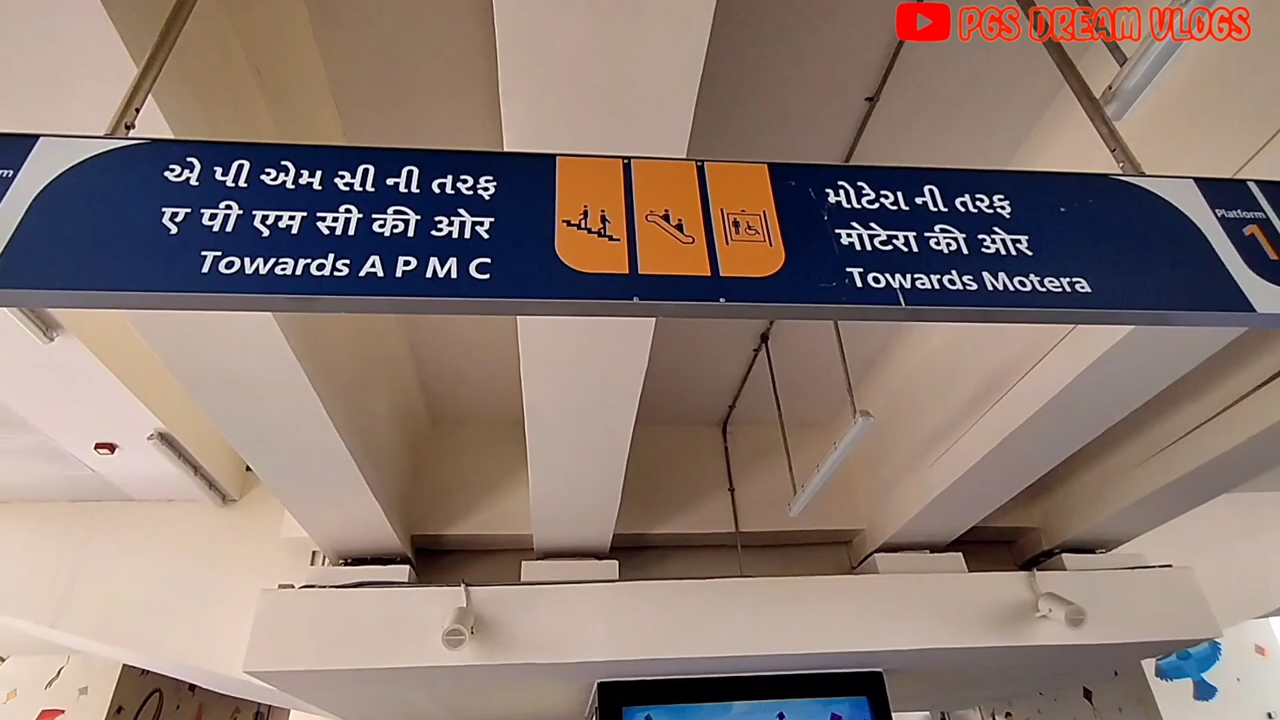 PGS DREAM VLOGS
એ પી એમ સી ની તરફ
ए पी एम सी की ओर
Towards A P M C
મોટેરા ની તરફ
मोटेरा की ओर
Towards Motera
Platform
1